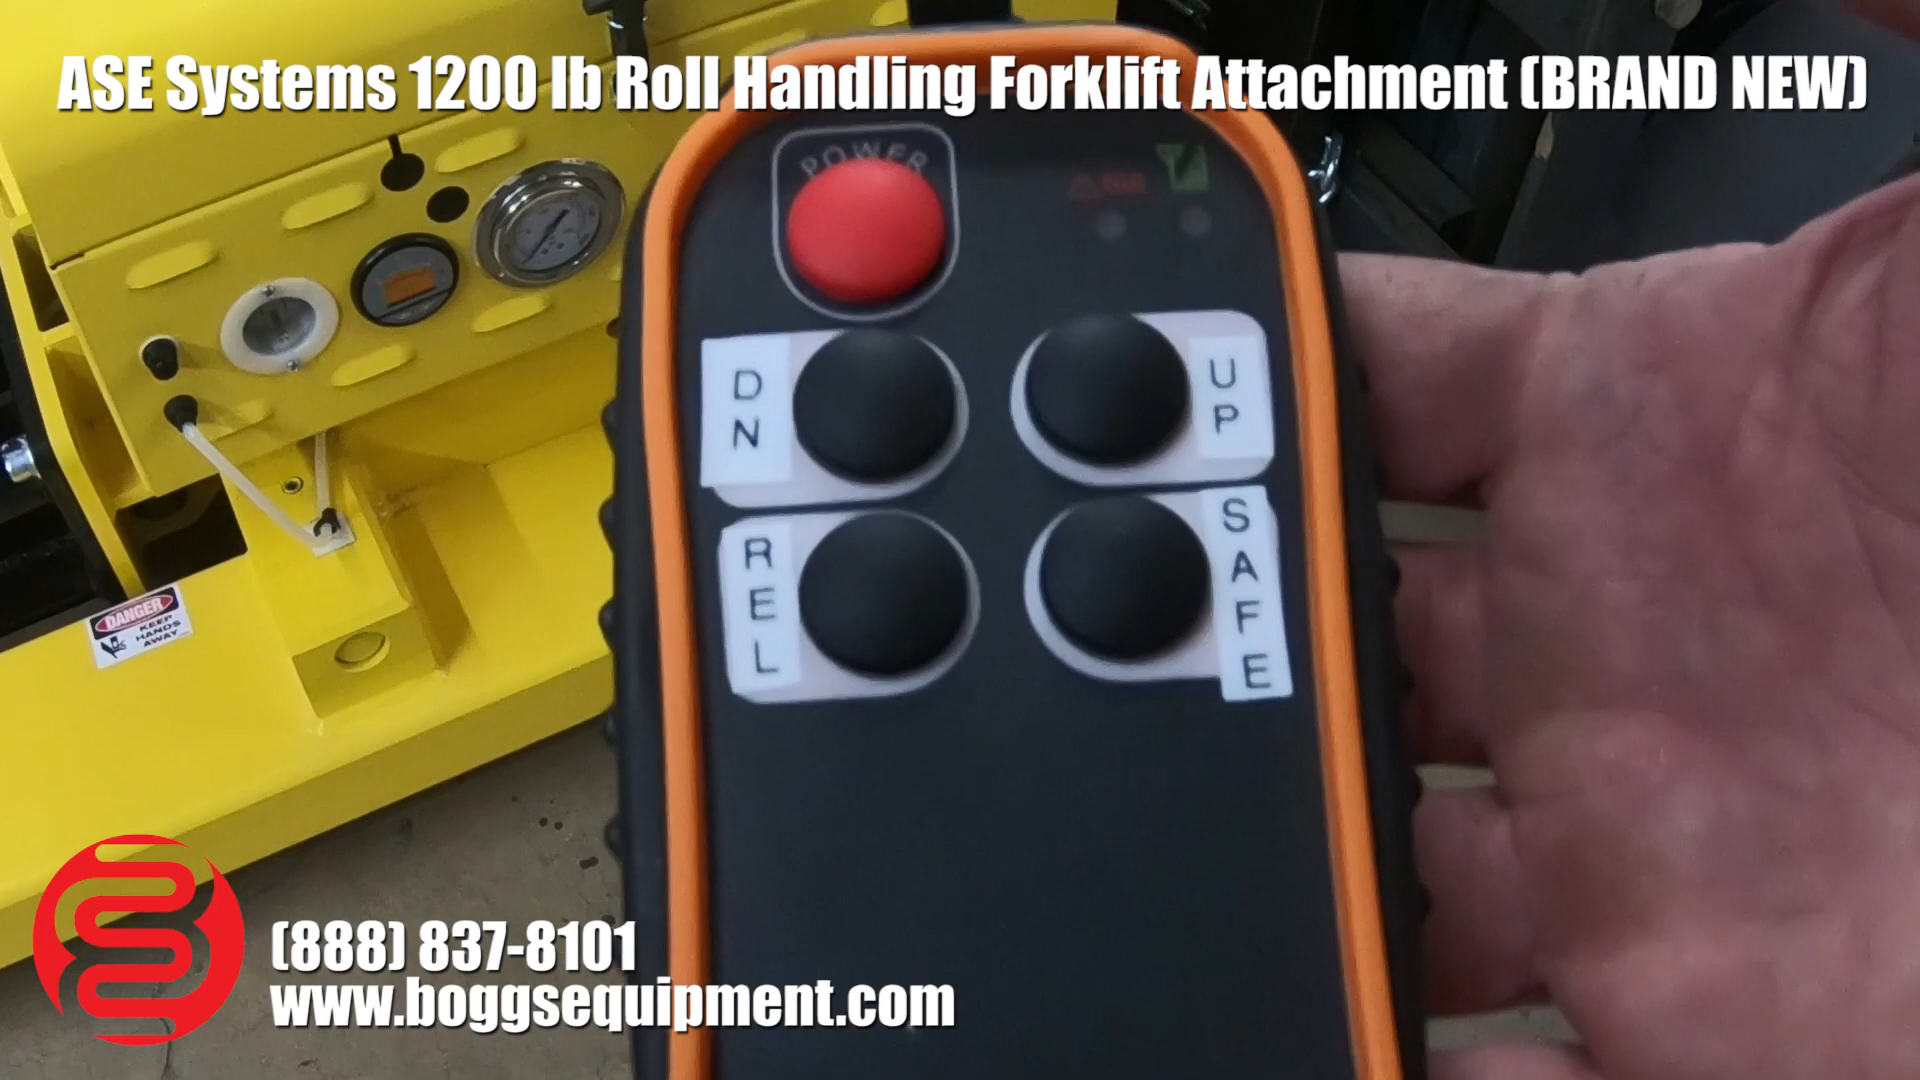 ASE Systems 1200 lb Roll Handling Forklift Attachment (BRAND NEW)
POWER
DN
UP
REL
SAFE
DANGER
KEEP
HANDS
AWAY
(888) 837-8101
www.boggsequipment.com